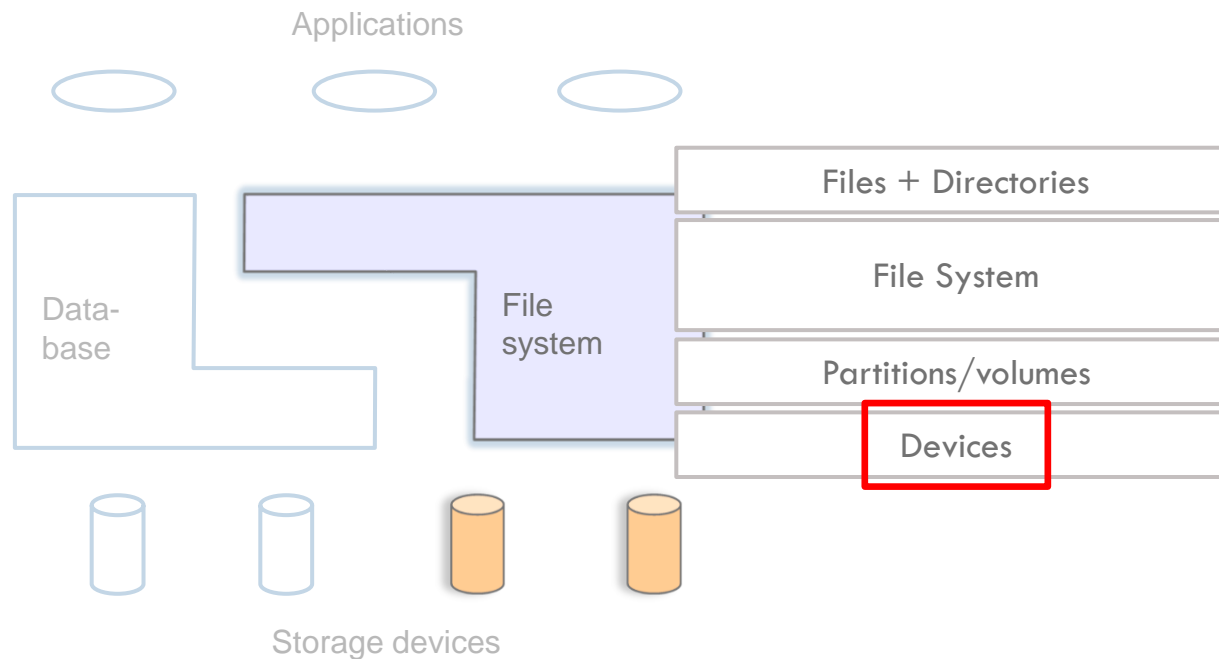 Applications
Files + Directories
File System
Data-
base
File
system
Partitions/volumes
Devices
Storage devices